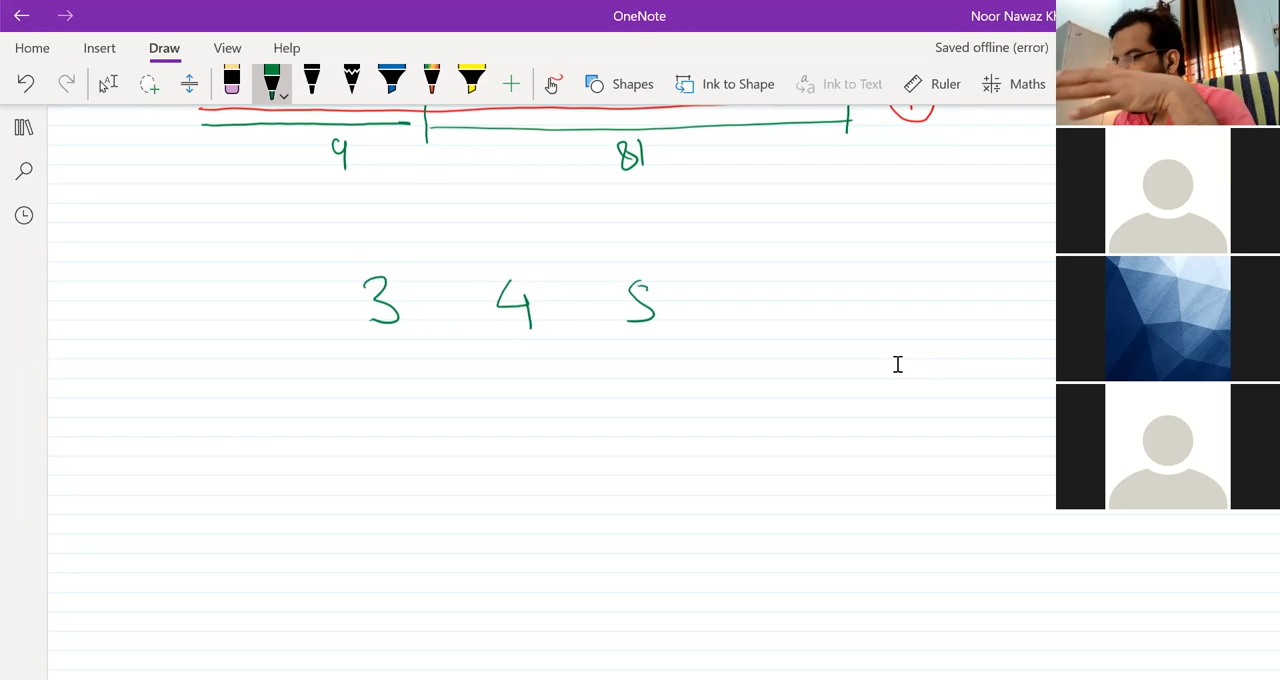 OneNote
Noor Nawaz Kh
Home Insert Draw View Help
Saved offline (error)
Shapes Ink to Shape Ink to Text Ruler Maths
9 81
3 4 5